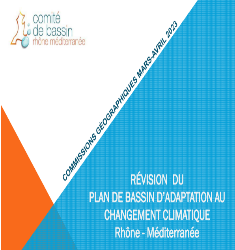 comité
de bassin
rhône méditerranée
COMMISSIONS GÉOGRAPHIQUES MARS-AVRIL 2023
RÉVISION DU
PLAN DE BASSIN D'ADAPTATION AU
CHANGEMENT CLIMATIQUE
Rhône - Méditerranée